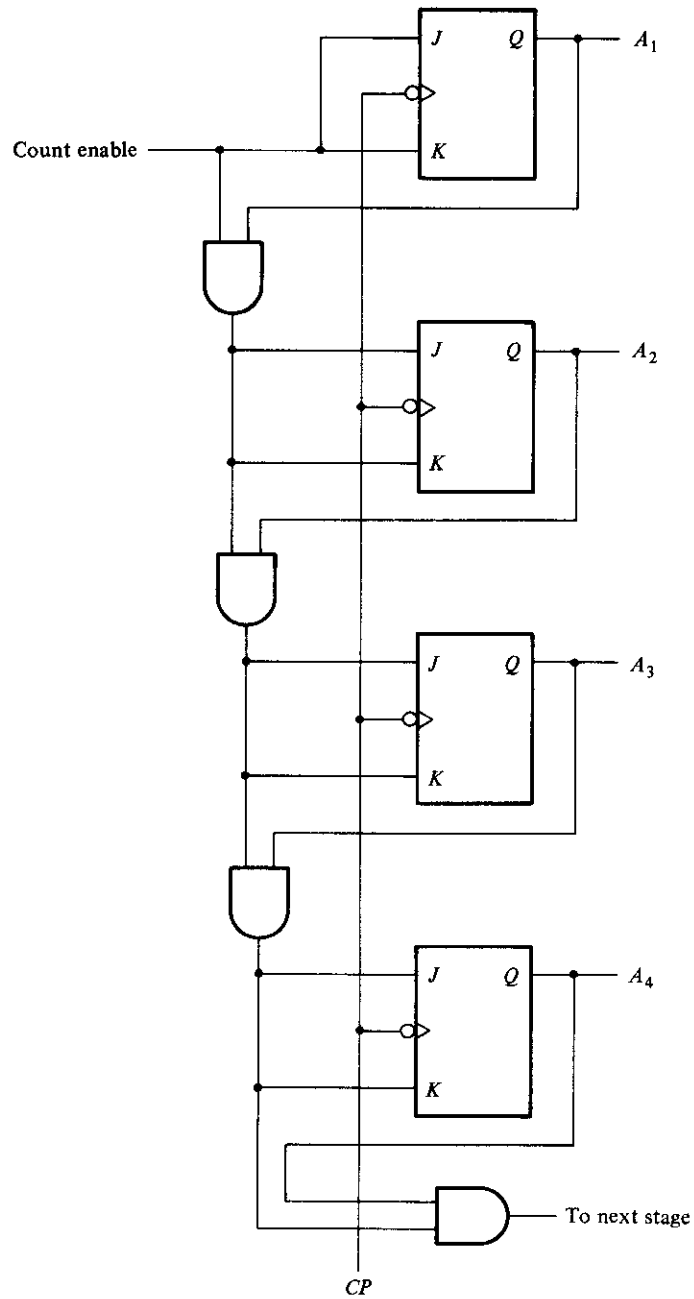 J Q A1
Count enable
K
J Q A2
K
J Q A3
K
J Q A4
K
To next stage
CP